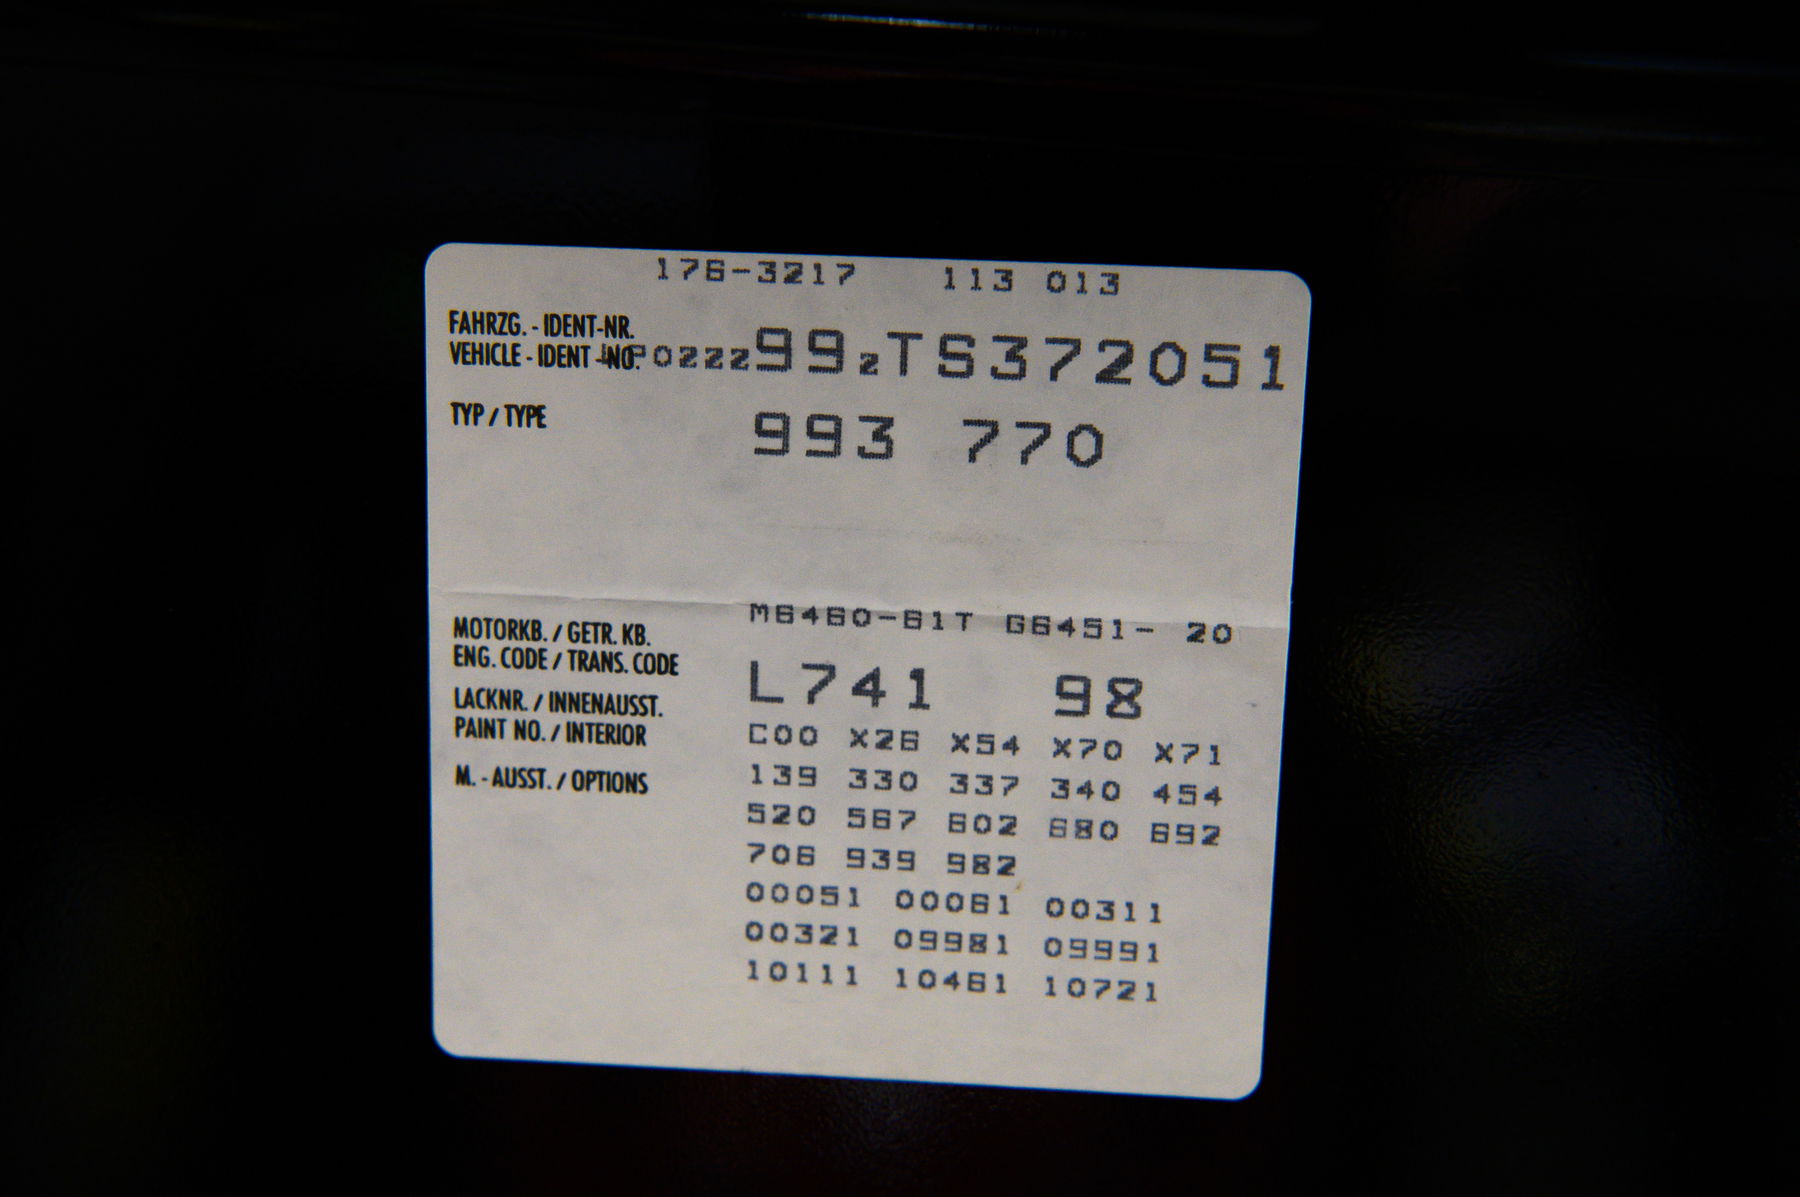 176-3217 113 013
FAHRZG. - IDENT-NR.
VEHICLE - IDENT -NO. WP0ZZZ99ZTS372051
TYP / TYPE 993 770
MOTORKB. / GETR. KB. M6460-61T G6451- 20
ENG. CODE / TRANS. CODE
LACKNR. / INNENAUSST. L741 98
PAINT NO. / INTERIOR C00 X26 X54 X70 X71
M. - AUSST. / OPTIONS 139 330 337 340 454
520 567 602 680 692
706 939 982
00051 00061 00311
00321 09981 09991
10111 10461 10721